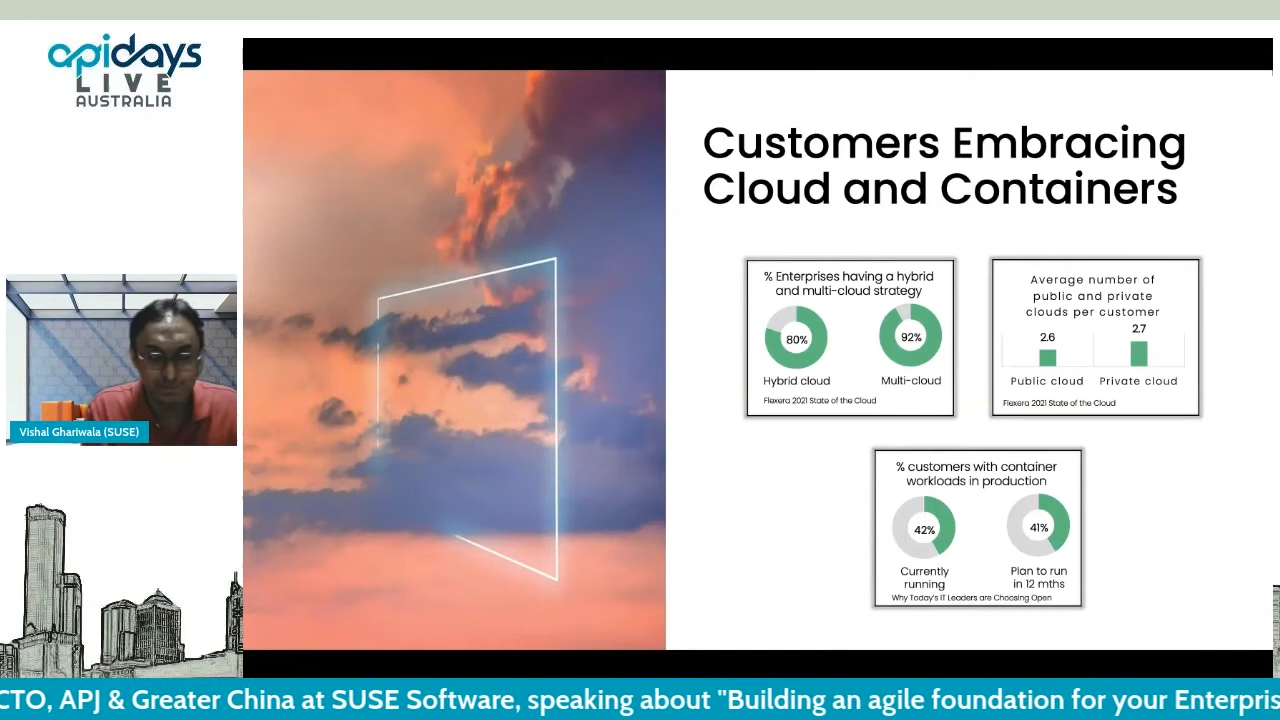 apidays
LIVE
AUSTRALIA
Vishal Ghariwala (SUSE)
Customers Embracing
Cloud and Containers
% Enterprises having a hybrid
and multi-cloud strategy
80%
92%
Hybrid cloud
Multi-cloud
Flexera 2021 State of the Cloud
Average number of
public and private
clouds per customer
2.6
2.7
Public cloud
Private cloud
Flexera 2021 State of the Cloud
% customers with container
workloads in production
42%
41%
Currently
running
Plan to run
in 12 mths
Why Today's IT Leaders are Choosing Open
CTO, APJ & Greater China at SUSE Software, speaking about "Building an agile foundation for your Enterpris